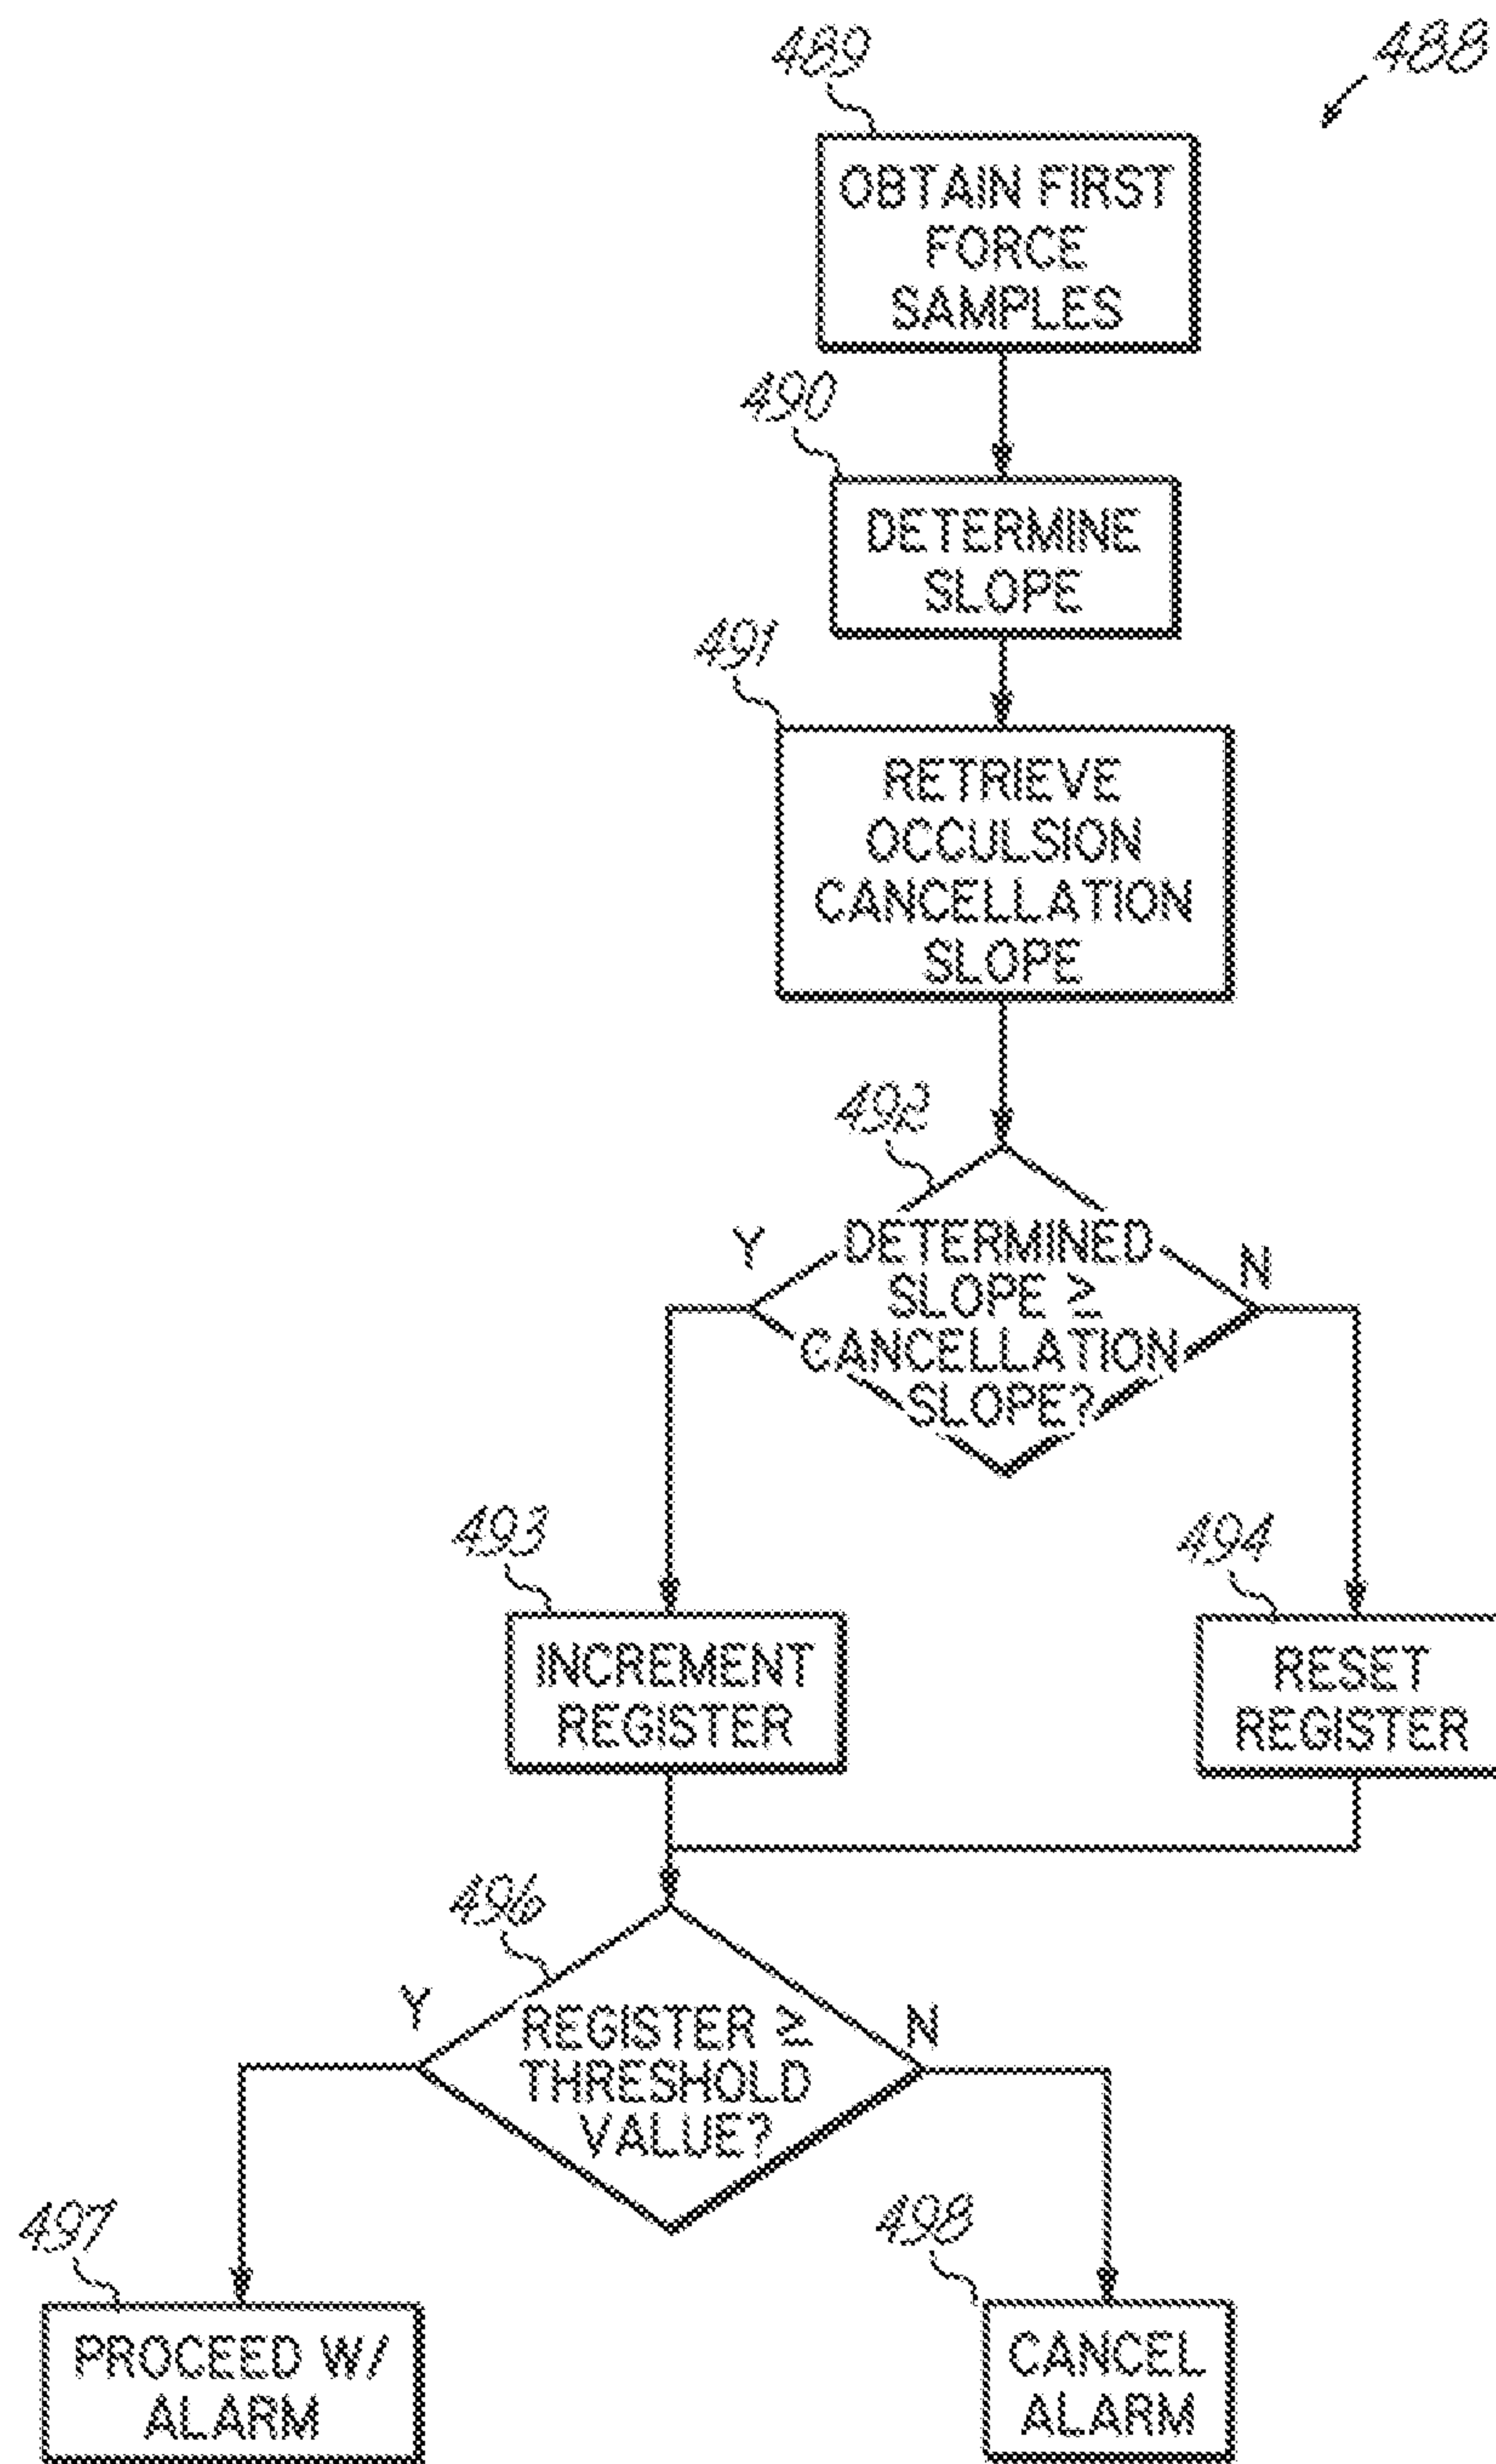 489
488
OBTAIN FIRST
FORCE
SAMPLES
490
DETERMINE
SLOPE
491
RETRIEVE
OCCULSION
CANCELLATION
SLOPE
492
Y
N
DETERMINED
SLOPE ≥
CANCELLATION
SLOPE?
493
494
INCREMENT
REGISTER
RESET
REGISTER
496
Y
N
REGISTER ≥
THRESHOLD
VALUE?
497
498
PROCEED W/
ALARM
CANCEL
ALARM